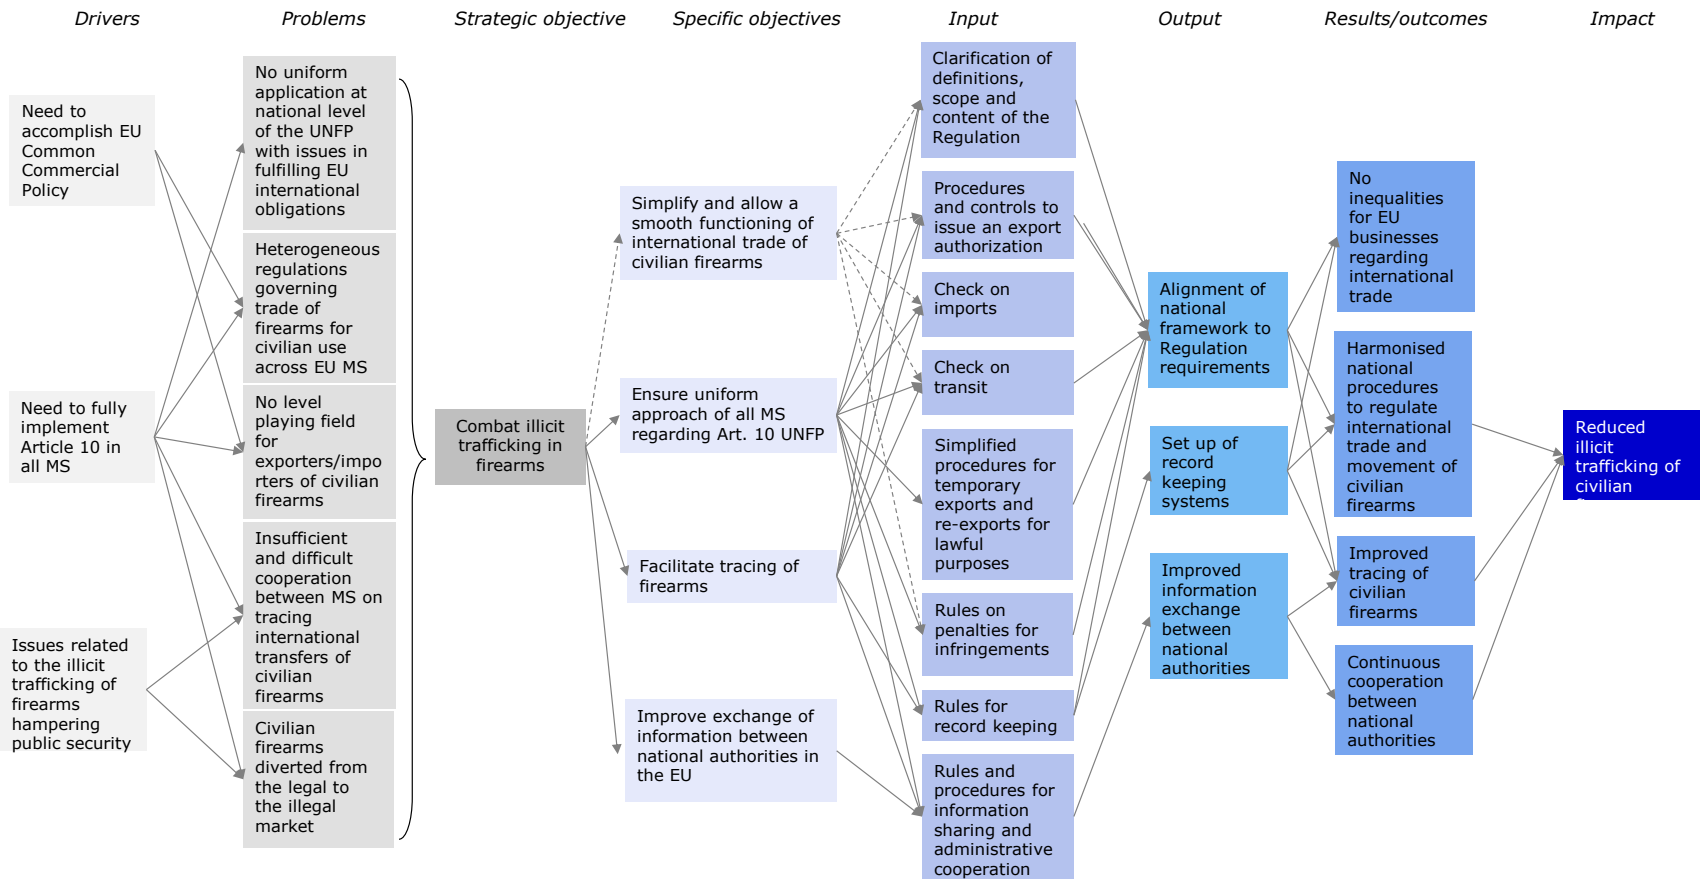 Drivers
Problems
Strategic objective
Specific objectives
Input
Output
Results/outcomes
Impact
Need to
accomplish EU
Common
Commercial
Policy
Need to fully
implement
Article 10 in
all MS
Issues related
to the illicit
trafficking of
firearms
hampering
public security
No uniform
application at
national level
of the UNFP
with issues in
fulfilling EU
international
obligations
Heterogeneous
regulations
governing
trade of
firearms for
civilian use
across EU MS
No level
playing field
for
exporters/impo
rters of civilian
firearms
Insufficient
and difficult
cooperation
between MS on
tracing
international
transfers of
civilian
firearms
Civilian
firearms
diverted from
the legal to
the illegal
market
Combat illicit
trafficking in
firearms
Simplify and allow a
smooth functioning of
international trade of
civilian firearms
Ensure uniform
approach of all MS
regarding Art. 10 UNFP
Facilitate tracing of
firearms
Improve exchange of
information between
national authorities in
the EU
Clarification of
definitions,
scope and
content of the
Regulation
Procedures
and controls to
issue an export
authorization
Check on
imports
Check on
transit
Simplified
procedures for
temporary
exports and
re-exports for
lawful
purposes
Rules on
penalties for
infringements
Rules for
record keeping
Rules and
procedures for
information
sharing and
administrative
cooperation
Alignment of
national
framework to
Regulation
requirements
Set up of
record
keeping
systems
Improved
information
exchange
between
national
authorities
No
inequalities
for EU
businesses
regarding
international
trade
Harmonised
national
procedures
to regulate
international
trade and
movement of
civilian
firearms
Improved
tracing of
civilian
firearms
Continuous
cooperation
between
national
authorities
Reduced
illicit
trafficking of
civilian